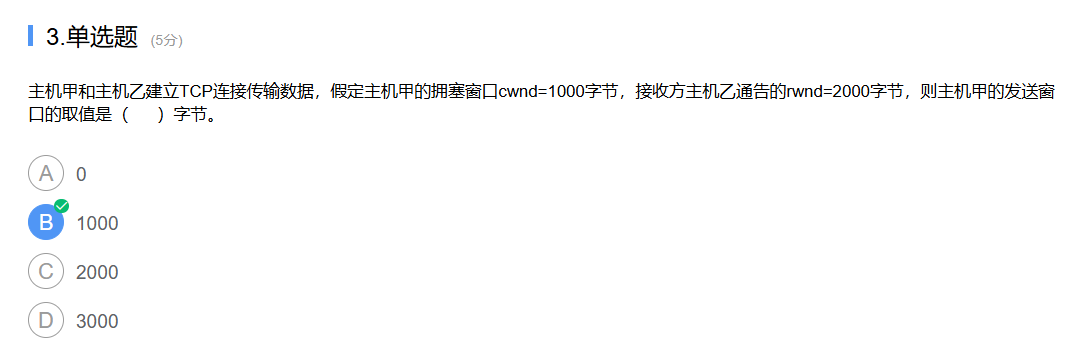 3.单选题 (5分)
主机甲和主机乙建立TCP连接传输数据，假定主机甲的拥塞窗口cwnd=1000字节，接收方主机乙通告的rwnd=2000字节，则主机甲的发送窗
口的取值是（　　）字节。
A 0
B 1000
C 2000
D 3000